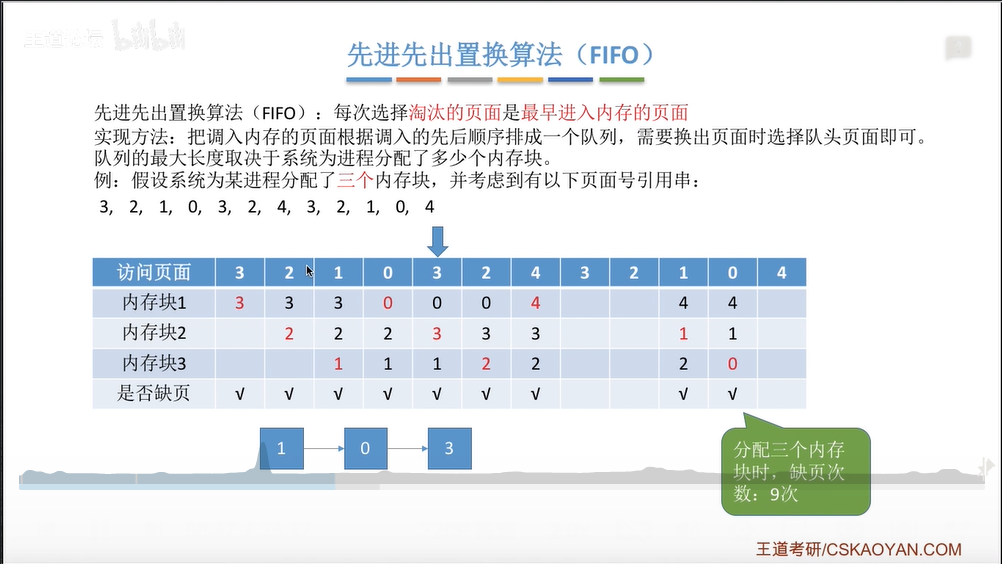 先进先出置换算法（FIFO）
先进先出置换算法（FIFO）：每次选择淘汰的页面是最早进入内存的页面
实现方法：把调入内存的页面根据调入的先后顺序排成一个队列，需要换出页面时选择队头页面即可。
队列的最大长度取决于系统为进程分配了多少个内存块。
例：假设系统为某进程分配了三个内存块，并考虑到有以下页面号引用串：
3, 2, 1, 0, 3, 2, 4, 3, 2, 1, 0, 4
访问页面 3 2 1 0 3 2 4 3 2 1 0 4
内存块1 3 3 3 0 0 0 4 4 4
内存块2 2 2 2 3 3 3 1 1
内存块3 1 1 1 2 2 2 0
是否缺页 √ √ √ √ √ √ √ √ √
1 0 3
分配三个内存
块时，缺页次
数：9次
王道考研/CSKAOYAN.COM